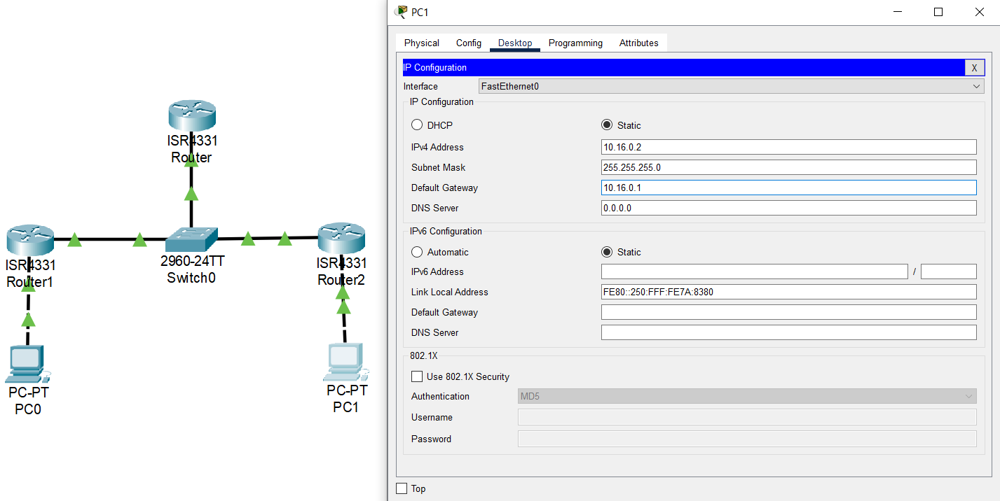 ISR4331
Router
ISR4331
Router1
2960-24TT
Switch0
ISR4331
Router2
PC-PT
PC0
PC-PT
PC1
PC1
Physical Config Desktop Programming Attributes
IP Configuration X
Interface FastEthernet0
IP Configuration
DHCP Static
IPv4 Address 10.16.0.2
Subnet Mask 255.255.255.0
Default Gateway 10.16.0.1
DNS Server 0.0.0.0
IPv6 Configuration
Automatic Static
IPv6 Address /
Link Local Address FE80::250:FFF:FE7A:8380
Default Gateway
DNS Server
802.1X
Use 802.1X Security
Authentication MD5
Username
Password
Top